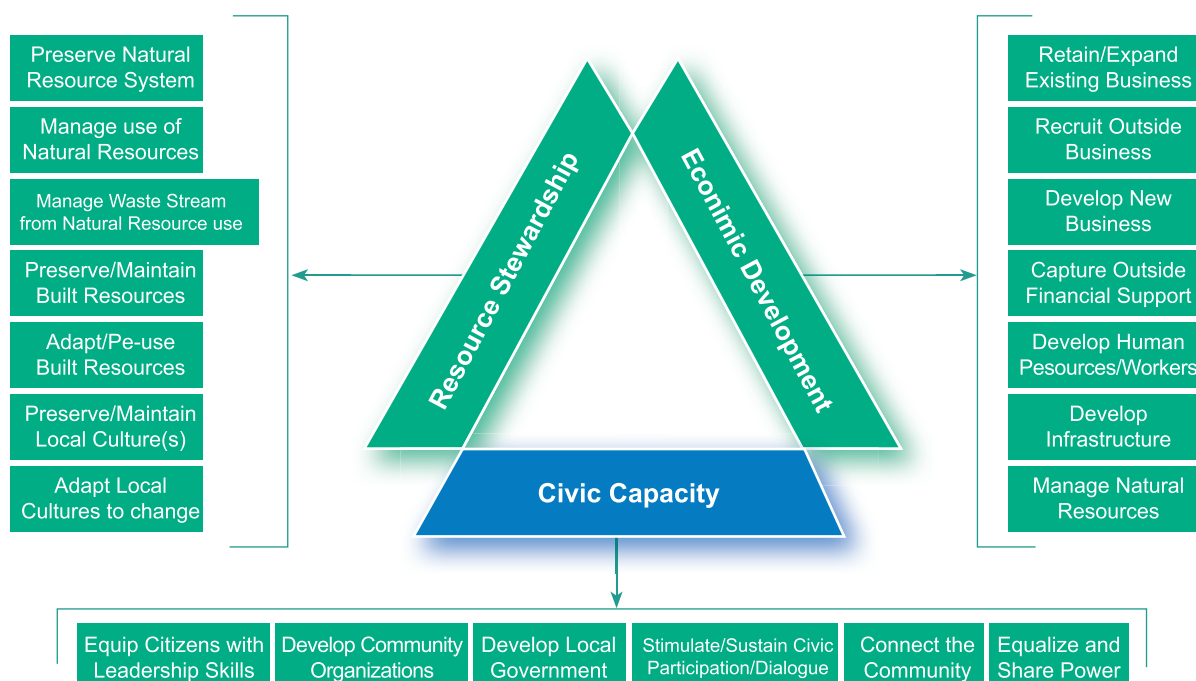 Preserve Natural
Resource System
Manage use of
Natural Resources
Manage Waste Stream
from Natural Resource use
Preserve/Maintain
Built Resources
Adapt/Pe-use
Built Resources
Preserve/Maintain
Local Culture(s)
Adapt Local
Cultures to change
Resource Stewardship
Econimic Development
Civic Capacity
Retain/Expand
Existing Business
Recruit Outside
Business
Develop New
Business
Capture Outside
Financial Support
Develop Human
Pesources/Workers
Develop
Infrastructure
Manage Natural
Resources
Equip Citizens with
Leadership Skills
Develop Community
Organizations
Develop Local
Government
Stimulate/Sustain Civic
Participation/Dialogue
Connect the
Community
Equalize and
Share Power